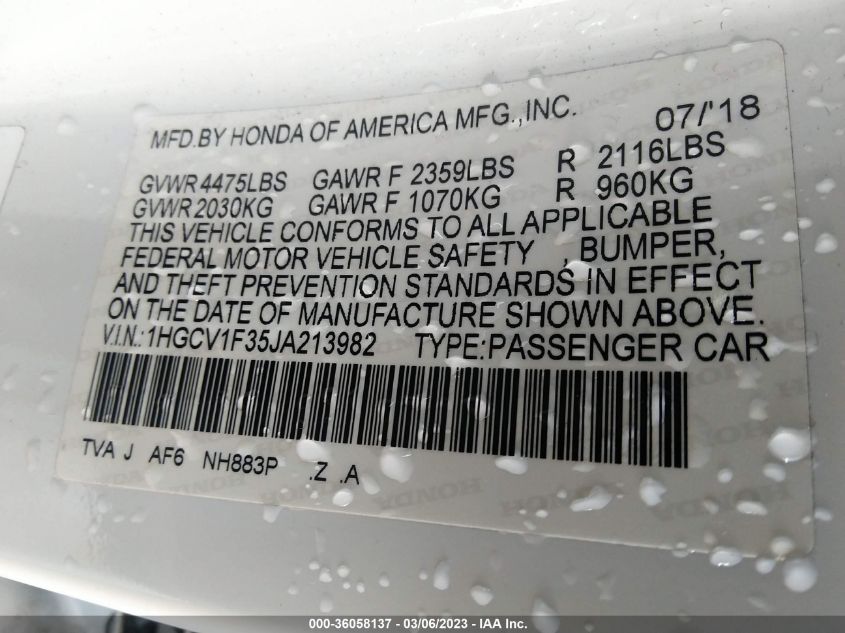 MFD.BY HONDA OF AMERICA MFG.,INC. 07/'18
GVWR 4475LBS GAWR F 2359LBS R 2116LBS
GVWR 2030KG GAWR F 1070KG R 960KG
THIS VEHICLE CONFORMS TO ALL APPLICABLE
FEDERAL MOTOR VEHICLE SAFETY , BUMPER,
AND THEFT PREVENTION STANDARDS IN EFFECT
ON THE DATE OF MANUFACTURE SHOWN ABOVE.
V.I.N.:1HGCV1F35JA213982 TYPE:PASSENGER CAR
TVA J AF6 NH883P .Z .A
HONDA HONDA HONDA
000-36058137 - 03/06/2023 - IAA Inc.